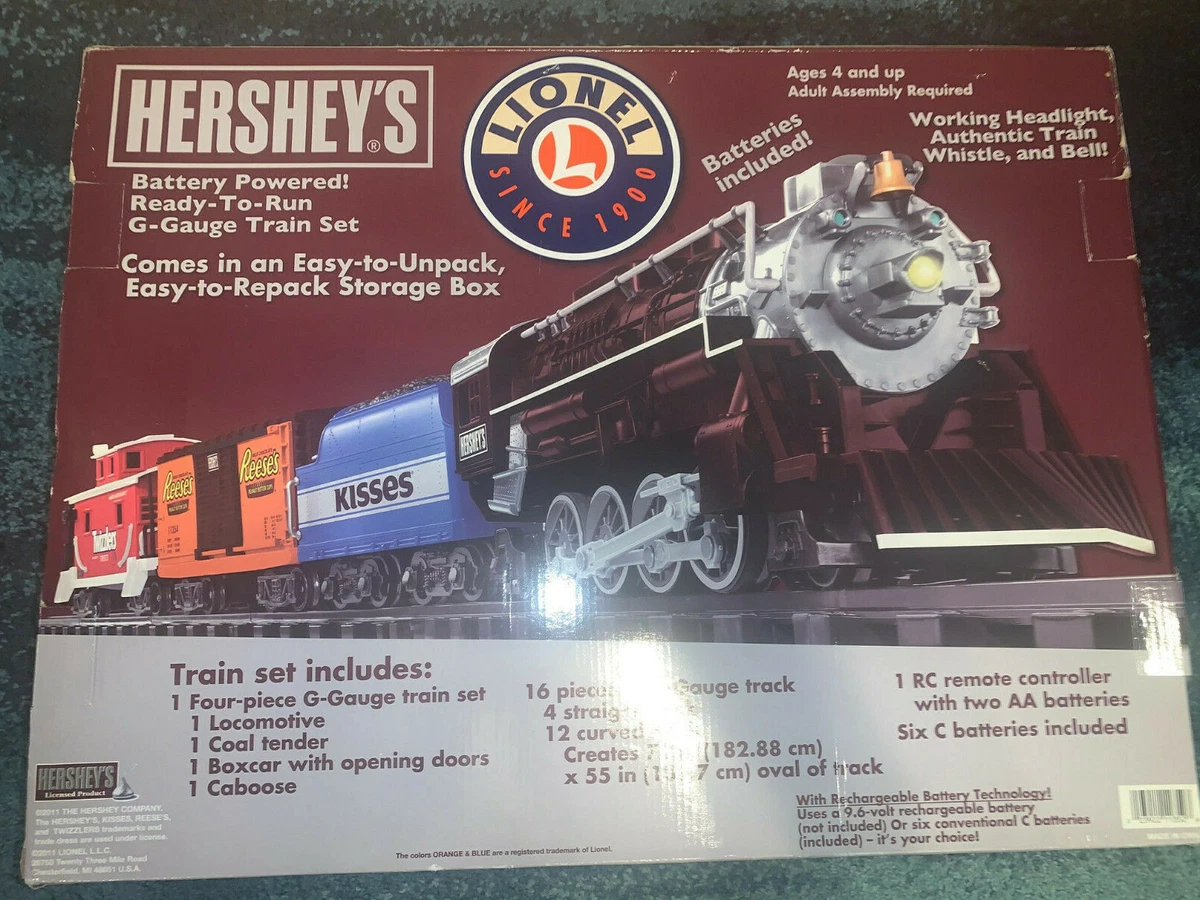 HERSHEY'S®
Battery Powered!
Ready-To-Run
G-Gauge Train Set
Comes in an Easy-to-Unpack,
Easy-to-Repack Storage Box
LIONEL
L
SINCE 1900
Batteries
included!
Ages 4 and up
Adult Assembly Required
Working Headlight,
Authentic Train
Whistle, and Bell!
HERSHEY'S
KISSES
Reese's
Reese's
Twizzlers
Train set includes:
1 Four-piece G-Gauge train set
1 Locomotive
1 Coal tender
1 Boxcar with opening doors
1 Caboose
16 Gauge track
4
12 curved
Creates (182.88 cm)
x 55 in cm) oval of track
1 RC remote controller
with two AA batteries
Six C batteries included
With Rechargeable Battery Technology!
Uses a 9.6-volt rechargeable battery
(not included) Or six conventional C batteries
(included) – it's your choice!
HERSHEY'S
Licensed Product
©2011 THE HERSHEY COMPANY.
The HERSHEY'S, KISSES, REESE'S,
and TWIZZLERS trademarks and
trade dress are used under license.
©2011 LIONEL L.L.C.
26750 Twenty Three Mile Road
Chesterfield, MI 48051 U.S.A.
The colors ORANGE & BLUE are a registered trademark of Lionel.
MADE IN